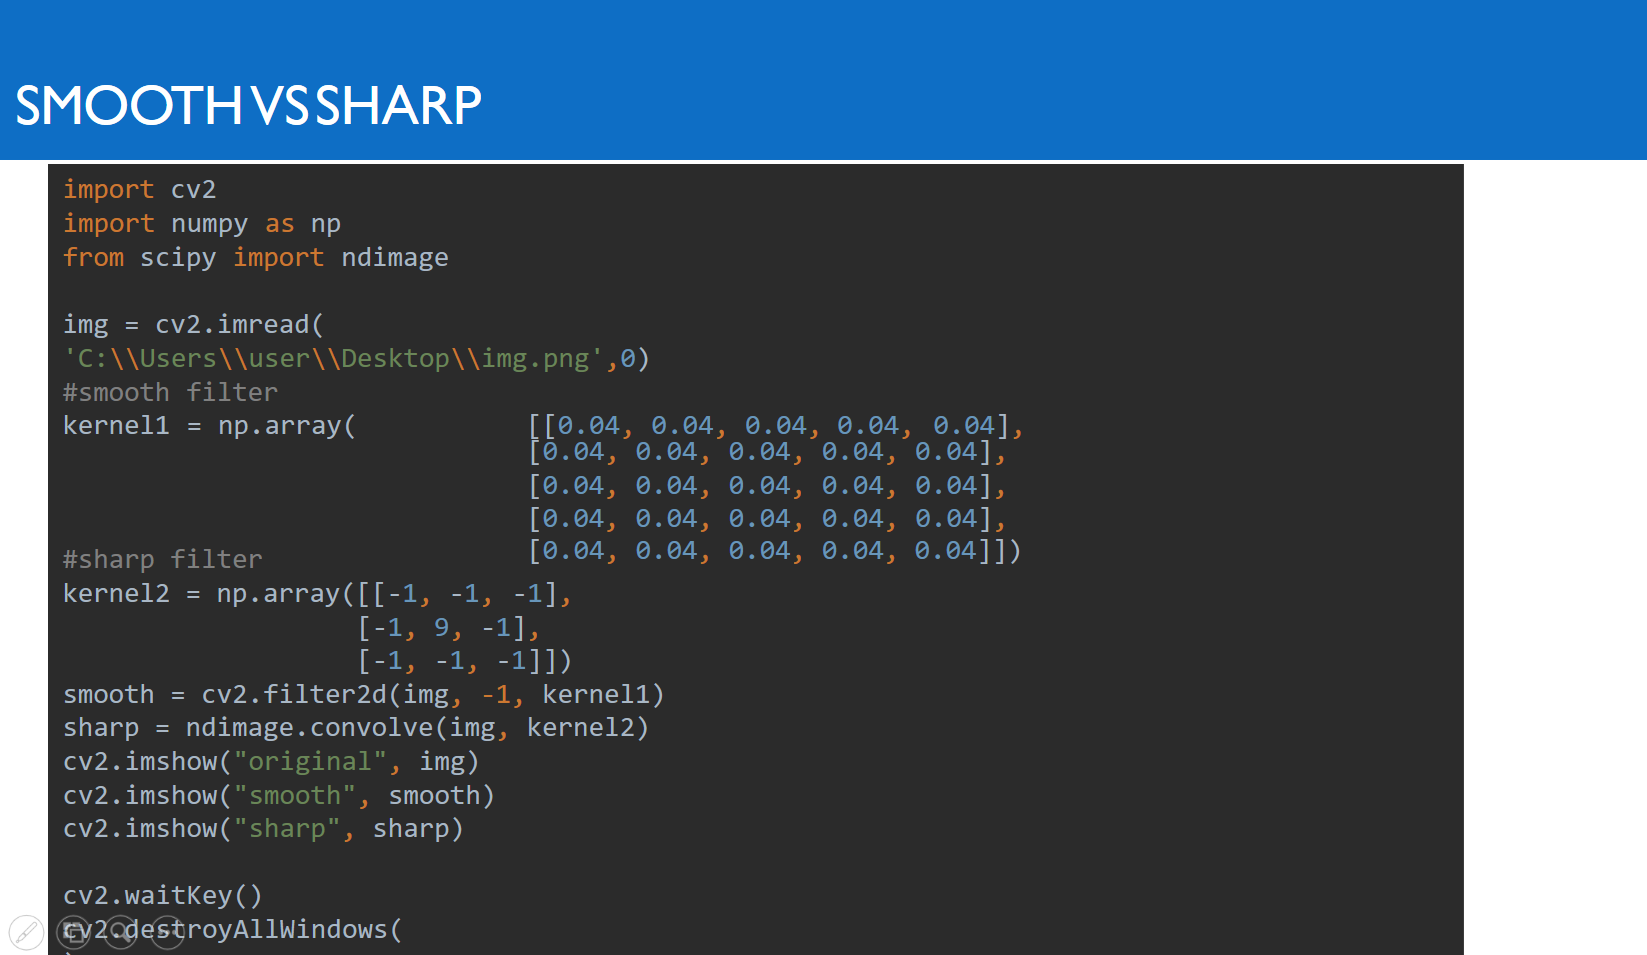 SMOOTH VS SHARP
import cv2
import numpy as np
from scipy import ndimage
img = cv2.imread(
'C:\\Users\\user\\Desktop\\img.png',0)
#smooth filter
kernel1 = np.array( [[0.04, 0.04, 0.04, 0.04, 0.04],
[0.04, 0.04, 0.04, 0.04, 0.04],
[0.04, 0.04, 0.04, 0.04, 0.04],
[0.04, 0.04, 0.04, 0.04, 0.04],
[0.04, 0.04, 0.04, 0.04, 0.04]])
#sharp filter
kernel2 = np.array([[-1, -1, -1],
[-1, 9, -1],
[-1, -1, -1]])
smooth = cv2.filter2d(img, -1, kernel1)
sharp = ndimage.convolve(img, kernel2)
cv2.imshow("original", img)
cv2.imshow("smooth", smooth)
cv2.imshow("sharp", sharp)
cv2.waitKey()
cv2.destroyAllWindows(